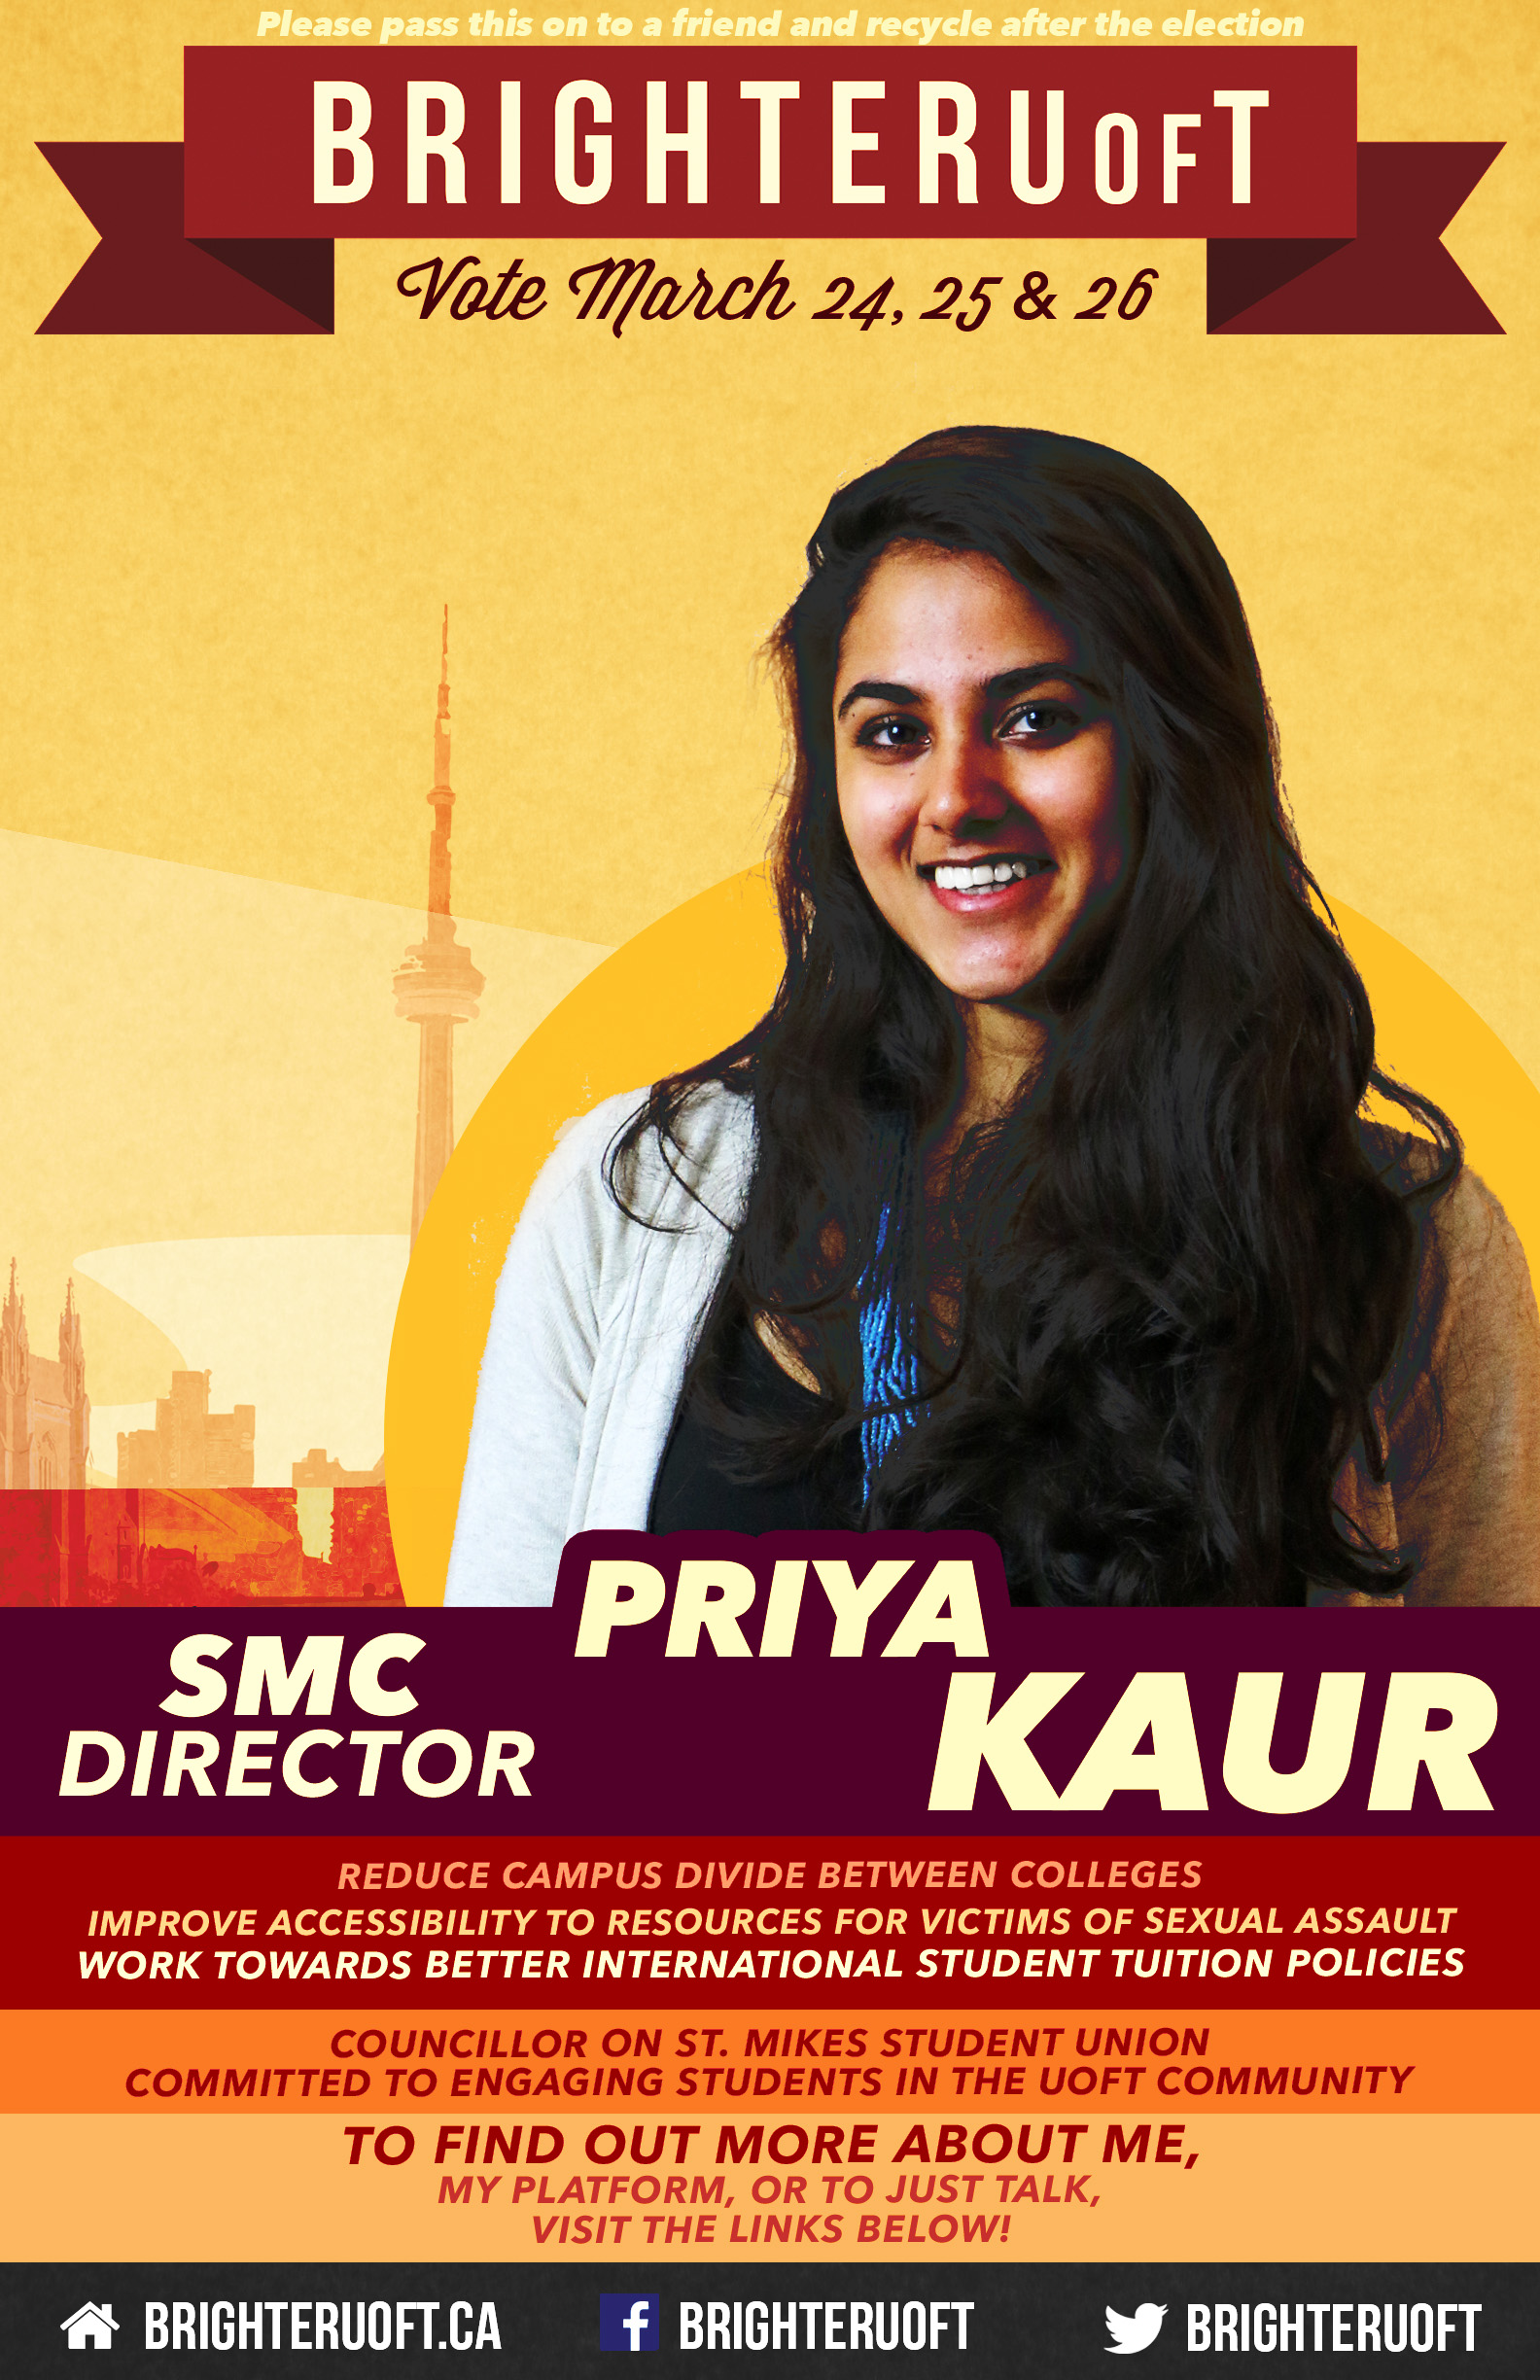 Please pass this on to a friend and recycle after the election
BRIGHTERUOFT
Vote March 24, 25 & 26
PRIYA
KAUR
SMC
DIRECTOR
REDUCE CAMPUS DIVIDE BETWEEN COLLEGES
IMPROVE ACCESSIBILITY TO RESOURCES FOR VICTIMS OF SEXUAL ASSAULT
WORK TOWARDS BETTER INTERNATIONAL STUDENT TUITION POLICIES
COUNCILLOR ON ST. MIKES STUDENT UNION
COMMITTED TO ENGAGING STUDENTS IN THE UOFT COMMUNITY
TO FIND OUT MORE ABOUT ME,
MY PLATFORM, OR TO JUST TALK,
VISIT THE LINKS BELOW!
BRIGHTERUOFT.CA
BRIGHTERUOFT
BRIGHTERUOFT